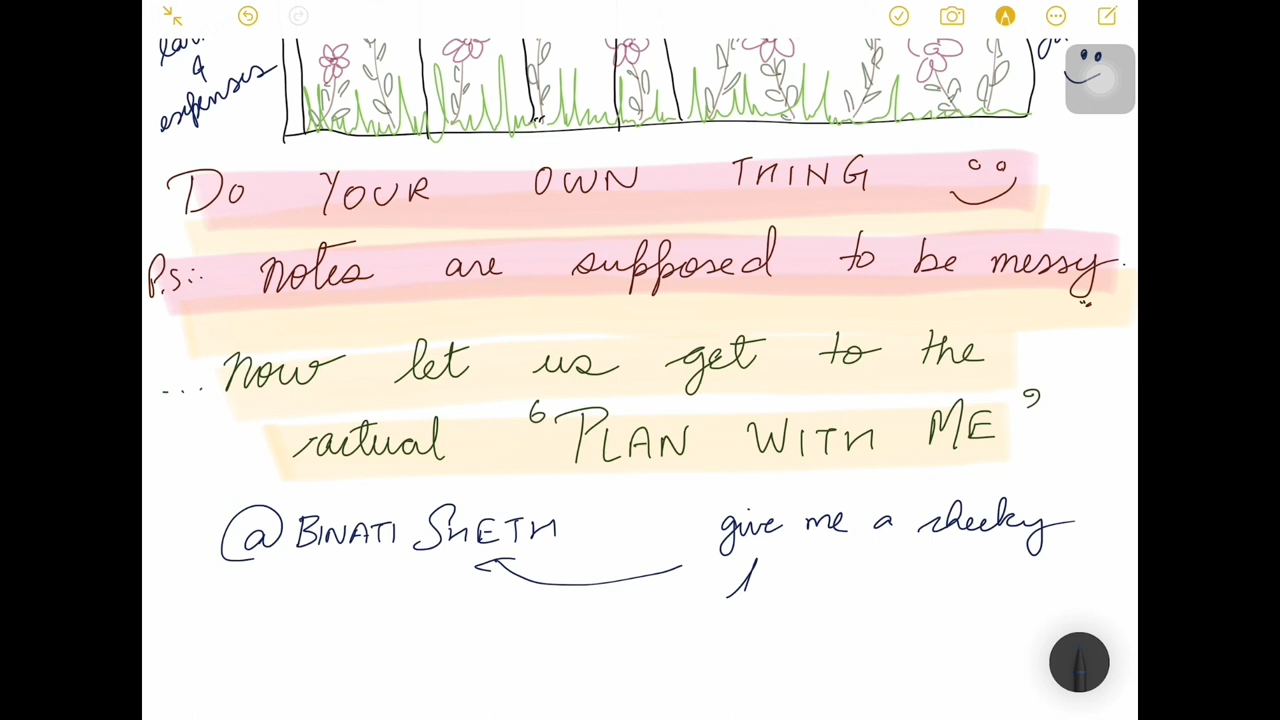 &
expenses
DO YOUR OWN THING
P.S:. notes are supposed to be messy.
... now let us get to the
actual "PLAN WITH ME"
@BINATI SHETH give me a cheeky